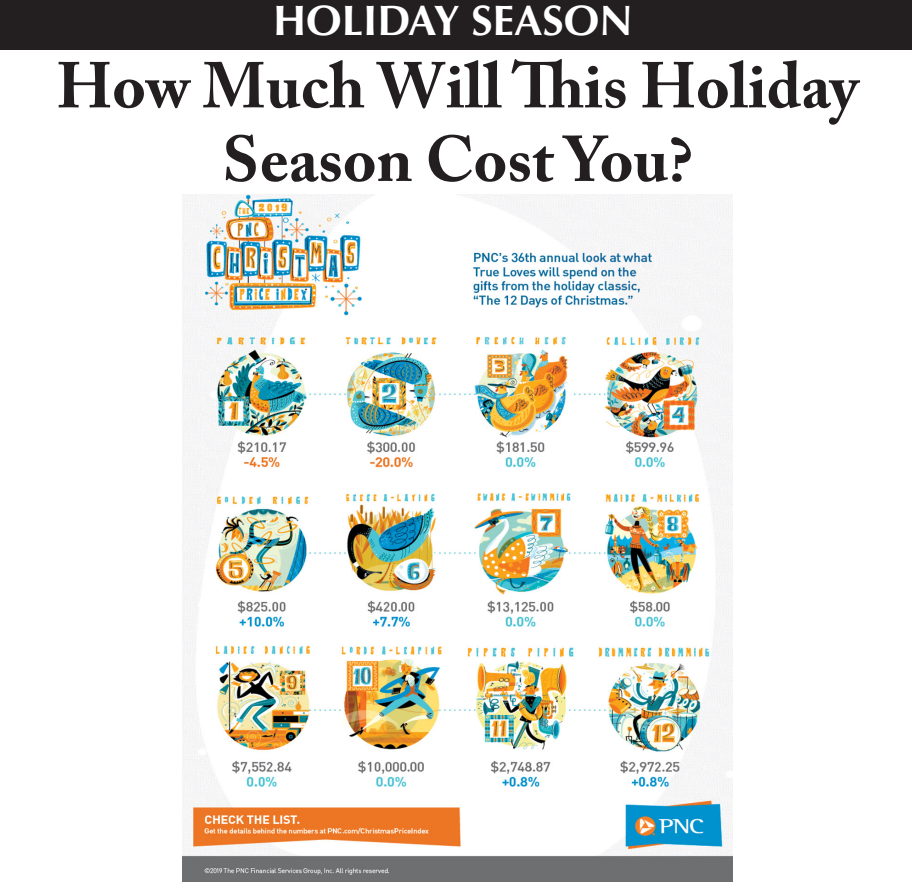 HOLIDAY SEASON
How Much Will This Holiday
Season Cost You?
THE 2019
PNC
CHRISTMAS
PRICE INDEX
PNC's 36th annual look at what
True Loves will spend on the
gifts from the holiday classic,
“The 12 Days of Christmas.”
PARTRIDGE TURTLE DOVES FRENCH HENS CALLING BIRDS
1 2 3 4
$210.17 $300.00 $181.50 $599.96
-4.5% -20.0% 0.0% 0.0%
GOLDEN RINGS GEESE A-LAYING SWANS A-SWIMMING MAIDS A-MILKING
5 6 7 8
$825.00 $420.00 $13,125.00 $58.00
+10.0% +7.7% 0.0% 0.0%
LADIES DANCING LORDS A-LEAPING PIPERS PIPING DRUMMERS DRUMMING
9 10 11 12
$7,552.84 $10,000.00 $2,748.87 $2,972.25
0.0% 0.0% +0.8% +0.8%
CHECK THE LIST.
Get the details behind the numbers at PNC.com/ChristmasPriceIndex
PNC
©2019 The PNC Financial Services Group, Inc. All rights reserved.